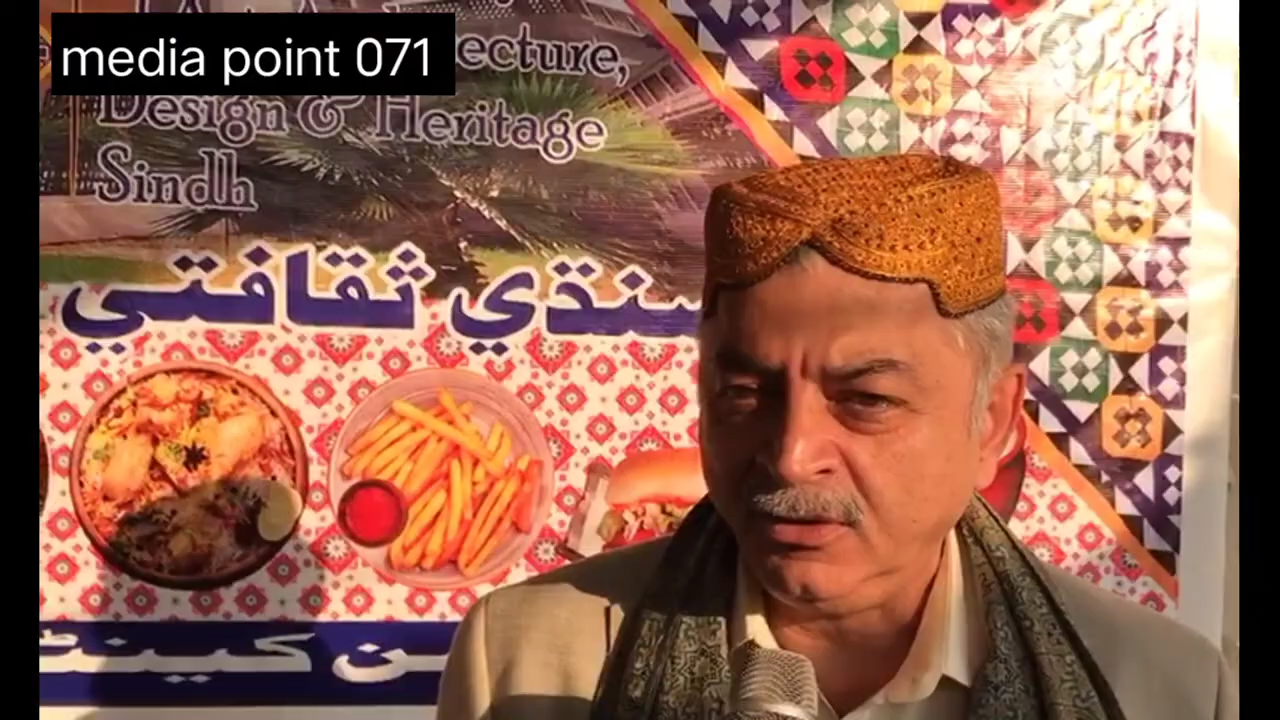 media point 071
ecture,
Design & Heritage
Sindh
سنڌي ثقافتي